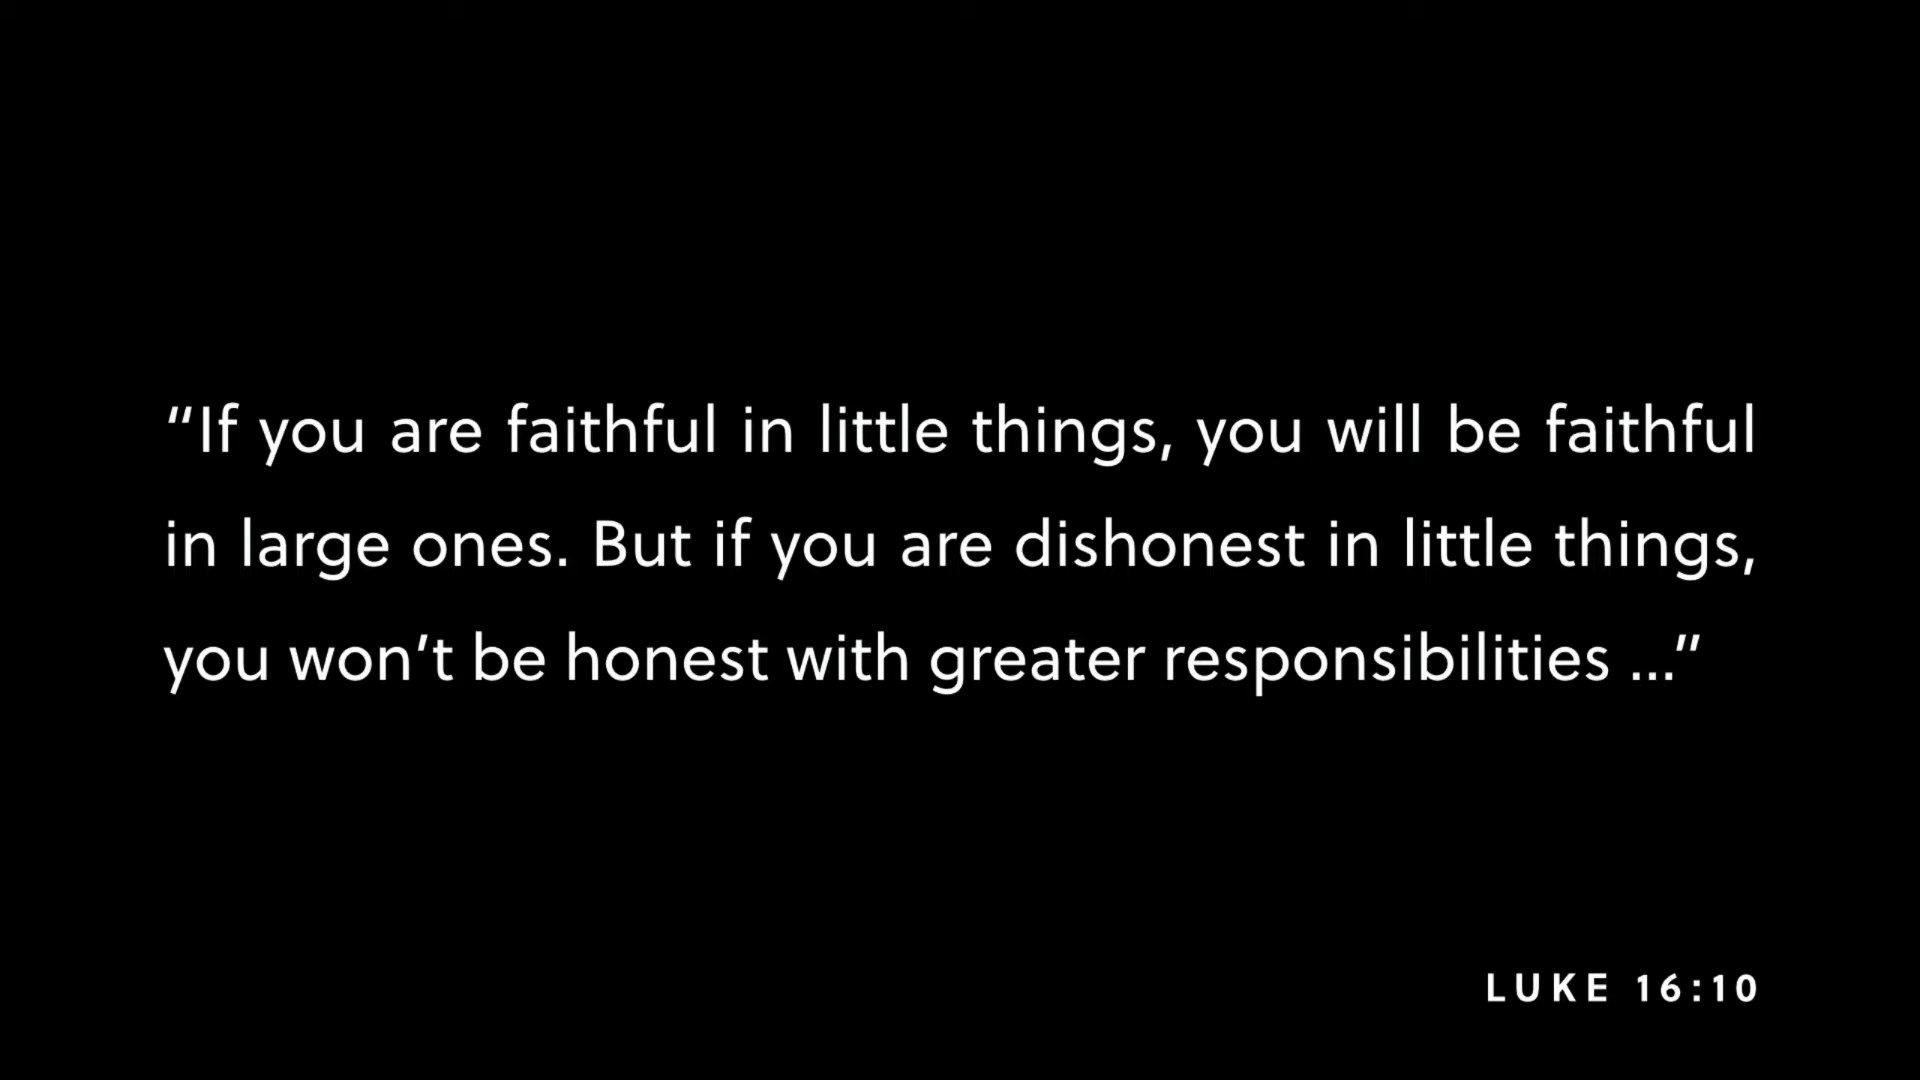 “If you are faithful in little things, you will be faithful
in large ones. But if you are dishonest in little things,
you won’t be honest with greater responsibilities ...”
LUKE 16:10